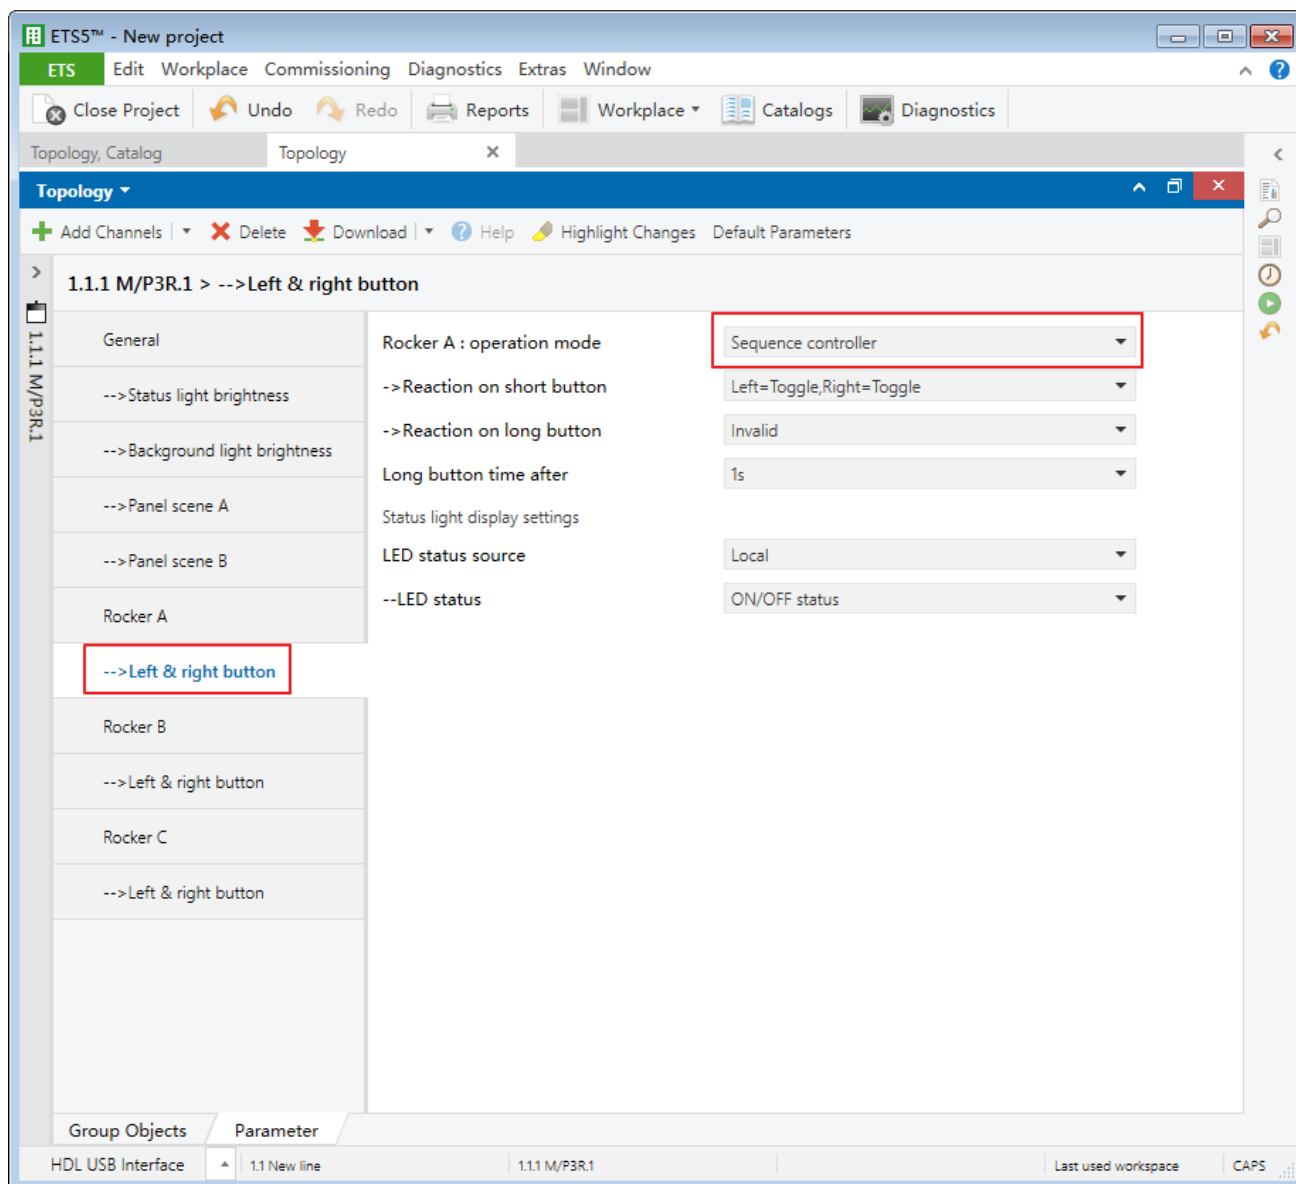 ETS5™ - New project
ETS Edit Workplace Commissioning Diagnostics Extras Window
Close Project Undo Redo Reports Workplace Catalogs Diagnostics
Topology, Catalog Topology
Topology
Add Channels Delete Download Help Highlight Changes Default Parameters
1.1.1 M/P3R.1 > -->Left & right button
1.1.1 M/P3R.1
General
-->Status light brightness
-->Background light brightness
-->Panel scene A
-->Panel scene B
Rocker A
-->Left & right button
Rocker B
-->Left & right button
Rocker C
-->Left & right button
Rocker A : operation mode Sequence controller
->Reaction on short button Left=Toggle,Right=Toggle
->Reaction on long button Invalid
Long button time after 1s
Status light display settings
LED status source Local
--LED status ON/OFF status
Group Objects Parameter
HDL USB Interface 1.1 New line 1.1.1 M/P3R.1 Last used workspace CAPS